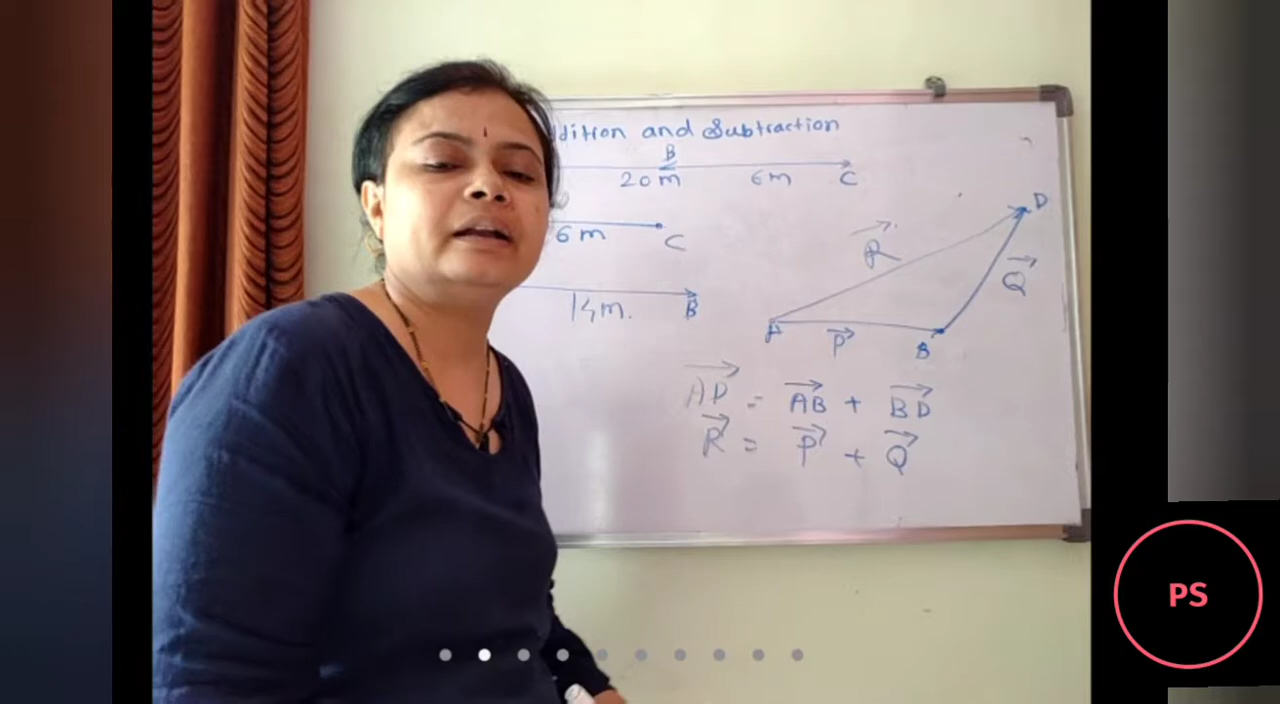 dition and Subtraction
B
20 m 6m C
6 m C
14m. B
D
R
Q
A
P
B
AD = AB + BD
R = P + Q
PS